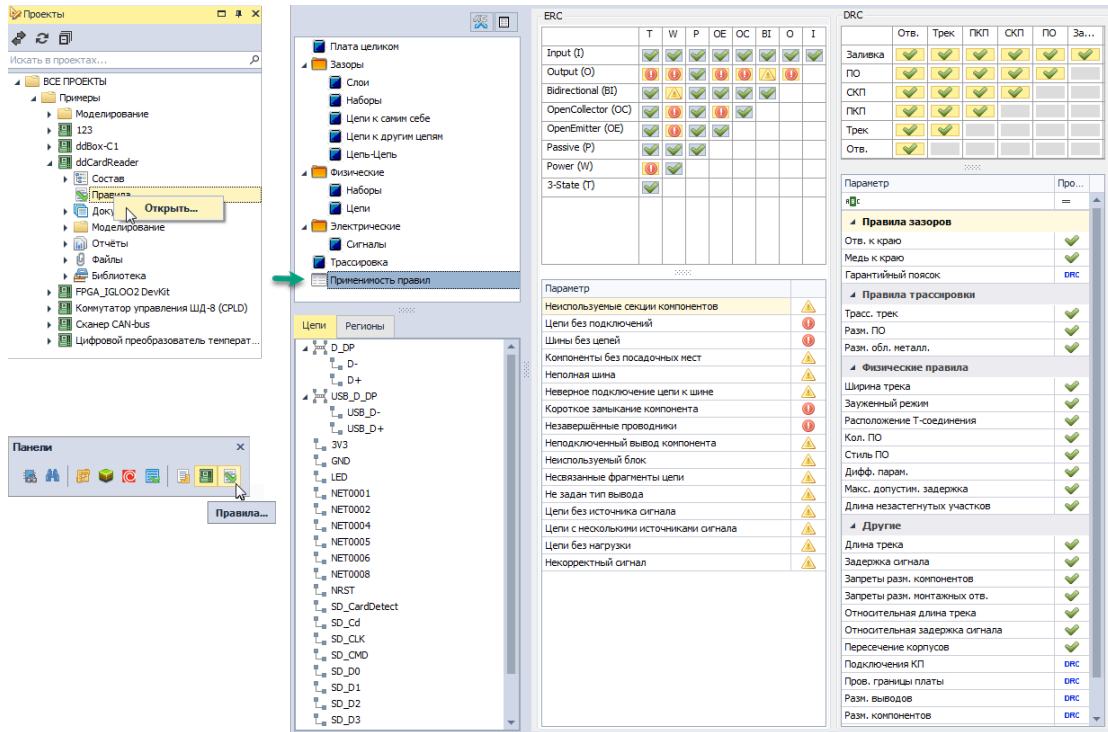 Проекты
Искать в проектах...
ВСЕ ПРОЕКТЫ
Примеры
Моделирование
123
ddBox-C1
ddCardReader
Состав
Правила
Открыть...
Моделирование
Отчёты
Файлы
Библиотека
FPGA_IGLOO2 DevKit
Коммутатор управления ШД-8 (CPLD)
Сканер CAN-bus
Цифровой преобразователь температ...
Панели
Правила...
Плата целиком
Зазоры
Слои
Наборы
Цепи к самим себе
Цепи к другим цепям
Цепь-Цепь
Физические
Наборы
Цепи
Электрические
Сигналы
Трассировка
Применимость правил
Цепи Регионы
D_DP
D-
D+
USB_D_DP
USB_D-
USB_D+
3V3
GND
LED
NET0001
NET0002
NET0004
NET0005
NET0006
NET0008
NRST
SD_CardDetect
SD_Cd
SD_CLK
SD_CMD
SD_D0
SD_D1
SD_D2
SD_D3
ERC
T W P OE OC BI O I
Input (I)
Output (O)
Bidirectional (BI)
OpenCollector (OC)
OpenEmitter (OE)
Passive (P)
Power (W)
3-State (T)
Параметр
Неиспользуемые секции компонентов
Цепи без подключений
Шины без цепей
Компоненты без посадочных мест
Неполная шина
Неверное подключение цепи к шине
Короткое замыкание компонента
Незавершённые проводники
Неподключенный вывод компонента
Неиспользуемый блок
Несвязанные фрагменты цепи
Не задан тип вывода
Цепи без источника сигнала
Цепи с несколькими источниками сигнала
Цепи без нагрузки
Некорректный сигнал
DRC
Отв. Трек ПКП СКП ПО За...
Заливка
ПО
СКП
ПКП
Трек
Отв.
Параметр Про...
=
Правила зазоров
Отв. к краю
Медь к краю
Гарантийный поясок DRC
Правила трассировки
Трасс. трек
Разм. ПО
Разм. обл. металл.
Физические правила
Ширина трека
Зауженный режим
Расположение Т-соединения
Кол. ПО
Стиль ПО
Дифф. парам.
Макс. допустим. задержка
Длина незастегнутых участков
Другие
Длина трека
Задержка сигнала
Запреты разм. компонентов
Запреты разм. монтажных отв.
Относительная длина трека
Относительная задержка сигнала
Пересечение корпусов
Подключения КП DRC
Пров. границы платы DRC
Разм. выводов DRC
Разм. компонентов DRC